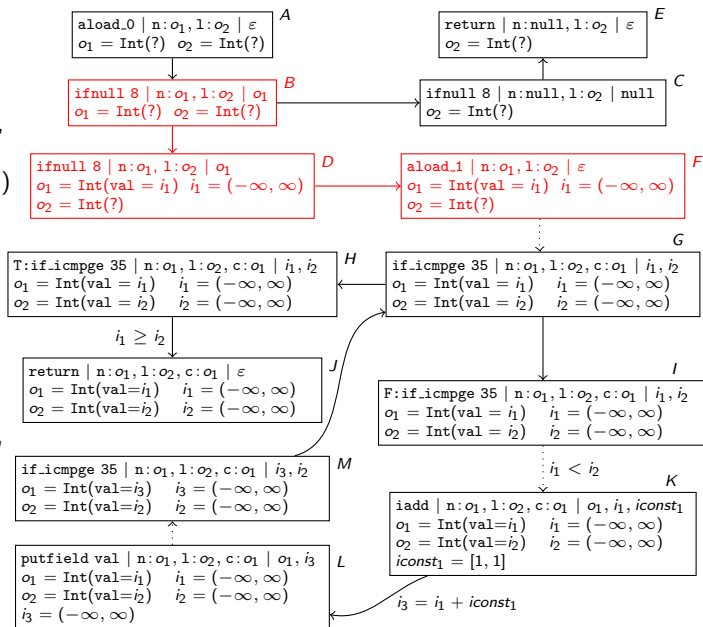 A
aload_0 | n:o₁, l:o₂ | ε
o₁ = Int(?) o₂ = Int(?)
E
return | n:null, l:o₂ | ε
o₂ = Int(?)
B
ifnull 8 | n:o₁, l:o₂ | o₁
o₁ = Int(?) o₂ = Int(?)
C
ifnull 8 | n:null, l:o₂ | null
o₂ = Int(?)
D
ifnull 8 | n:o₁, l:o₂ | o₁
o₁ = Int(val = i₁) i₁ = (−∞, ∞)
o₂ = Int(?)
F
aload_1 | n:o₁, l:o₂ | ε
o₁ = Int(val = i₁) i₁ = (−∞, ∞)
o₂ = Int(?)
)
H
T:if_icmpge 35 | n:o₁, l:o₂, c:o₁ | i₁, i₂
o₁ = Int(val = i₁) i₁ = (−∞, ∞)
o₂ = Int(val = i₂) i₂ = (−∞, ∞)
G
if_icmpge 35 | n:o₁, l:o₂, c:o₁ | i₁, i₂
o₁ = Int(val = i₁) i₁ = (−∞, ∞)
o₂ = Int(val = i₂) i₂ = (−∞, ∞)
i₁ ≥ i₂
J
return | n:o₁, l:o₂, c:o₁ | ε
o₁ = Int(val=i₁) i₁ = (−∞, ∞)
o₂ = Int(val=i₂) i₂ = (−∞, ∞)
I
F:if_icmpge 35 | n:o₁, l:o₂, c:o₁ | i₁, i₂
o₁ = Int(val = i₁) i₁ = (−∞, ∞)
o₂ = Int(val = i₂) i₂ = (−∞, ∞)
i₁ < i₂
M
if_icmpge 35 | n:o₁, l:o₂, c:o₁ | i₃, i₂
o₁ = Int(val=i₃) i₃ = (−∞, ∞)
o₂ = Int(val=i₂) i₂ = (−∞, ∞)
K
iadd | n:o₁, l:o₂, c:o₁ | o₁, i₁, iconst₁
o₁ = Int(val=i₁) i₁ = (−∞, ∞)
o₂ = Int(val=i₂) i₂ = (−∞, ∞)
iconst₁ = [1, 1]
L
putfield val | n:o₁, l:o₂, c:o₁ | o₁, i₃
o₁ = Int(val=i₁) i₁ = (−∞, ∞)
o₂ = Int(val=i₂) i₂ = (−∞, ∞)
i₃ = (−∞, ∞)
i₃ = i₁ + iconst₁